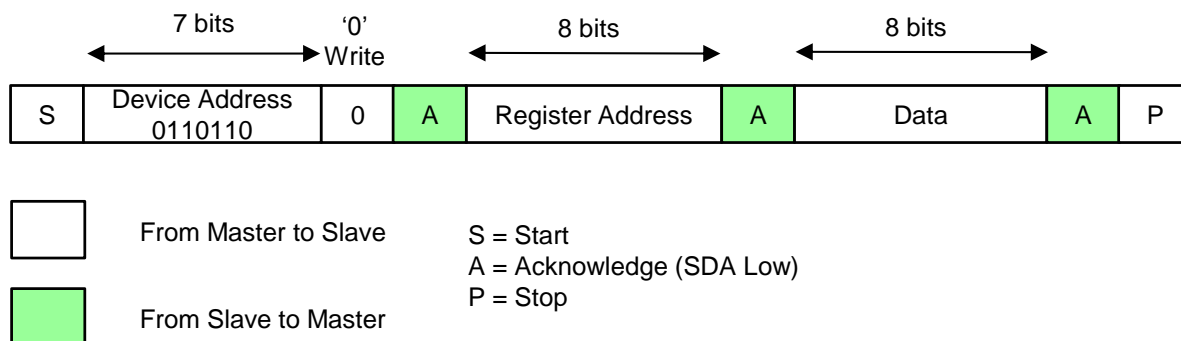 7 bits
‘0’
Write
8 bits
8 bits
S
Device Address
0110110
0
A
Register Address
A
Data
A
P
From Master to Slave
From Slave to Master
S = Start
A = Acknowledge (SDA Low)
P = Stop